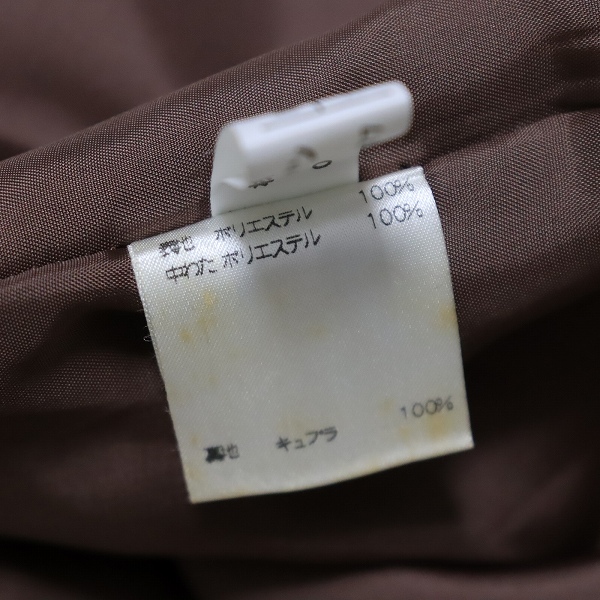 裏地 ポリエステル 100%
中わた ポリエステル 100%
裏地 キュプラ 100%